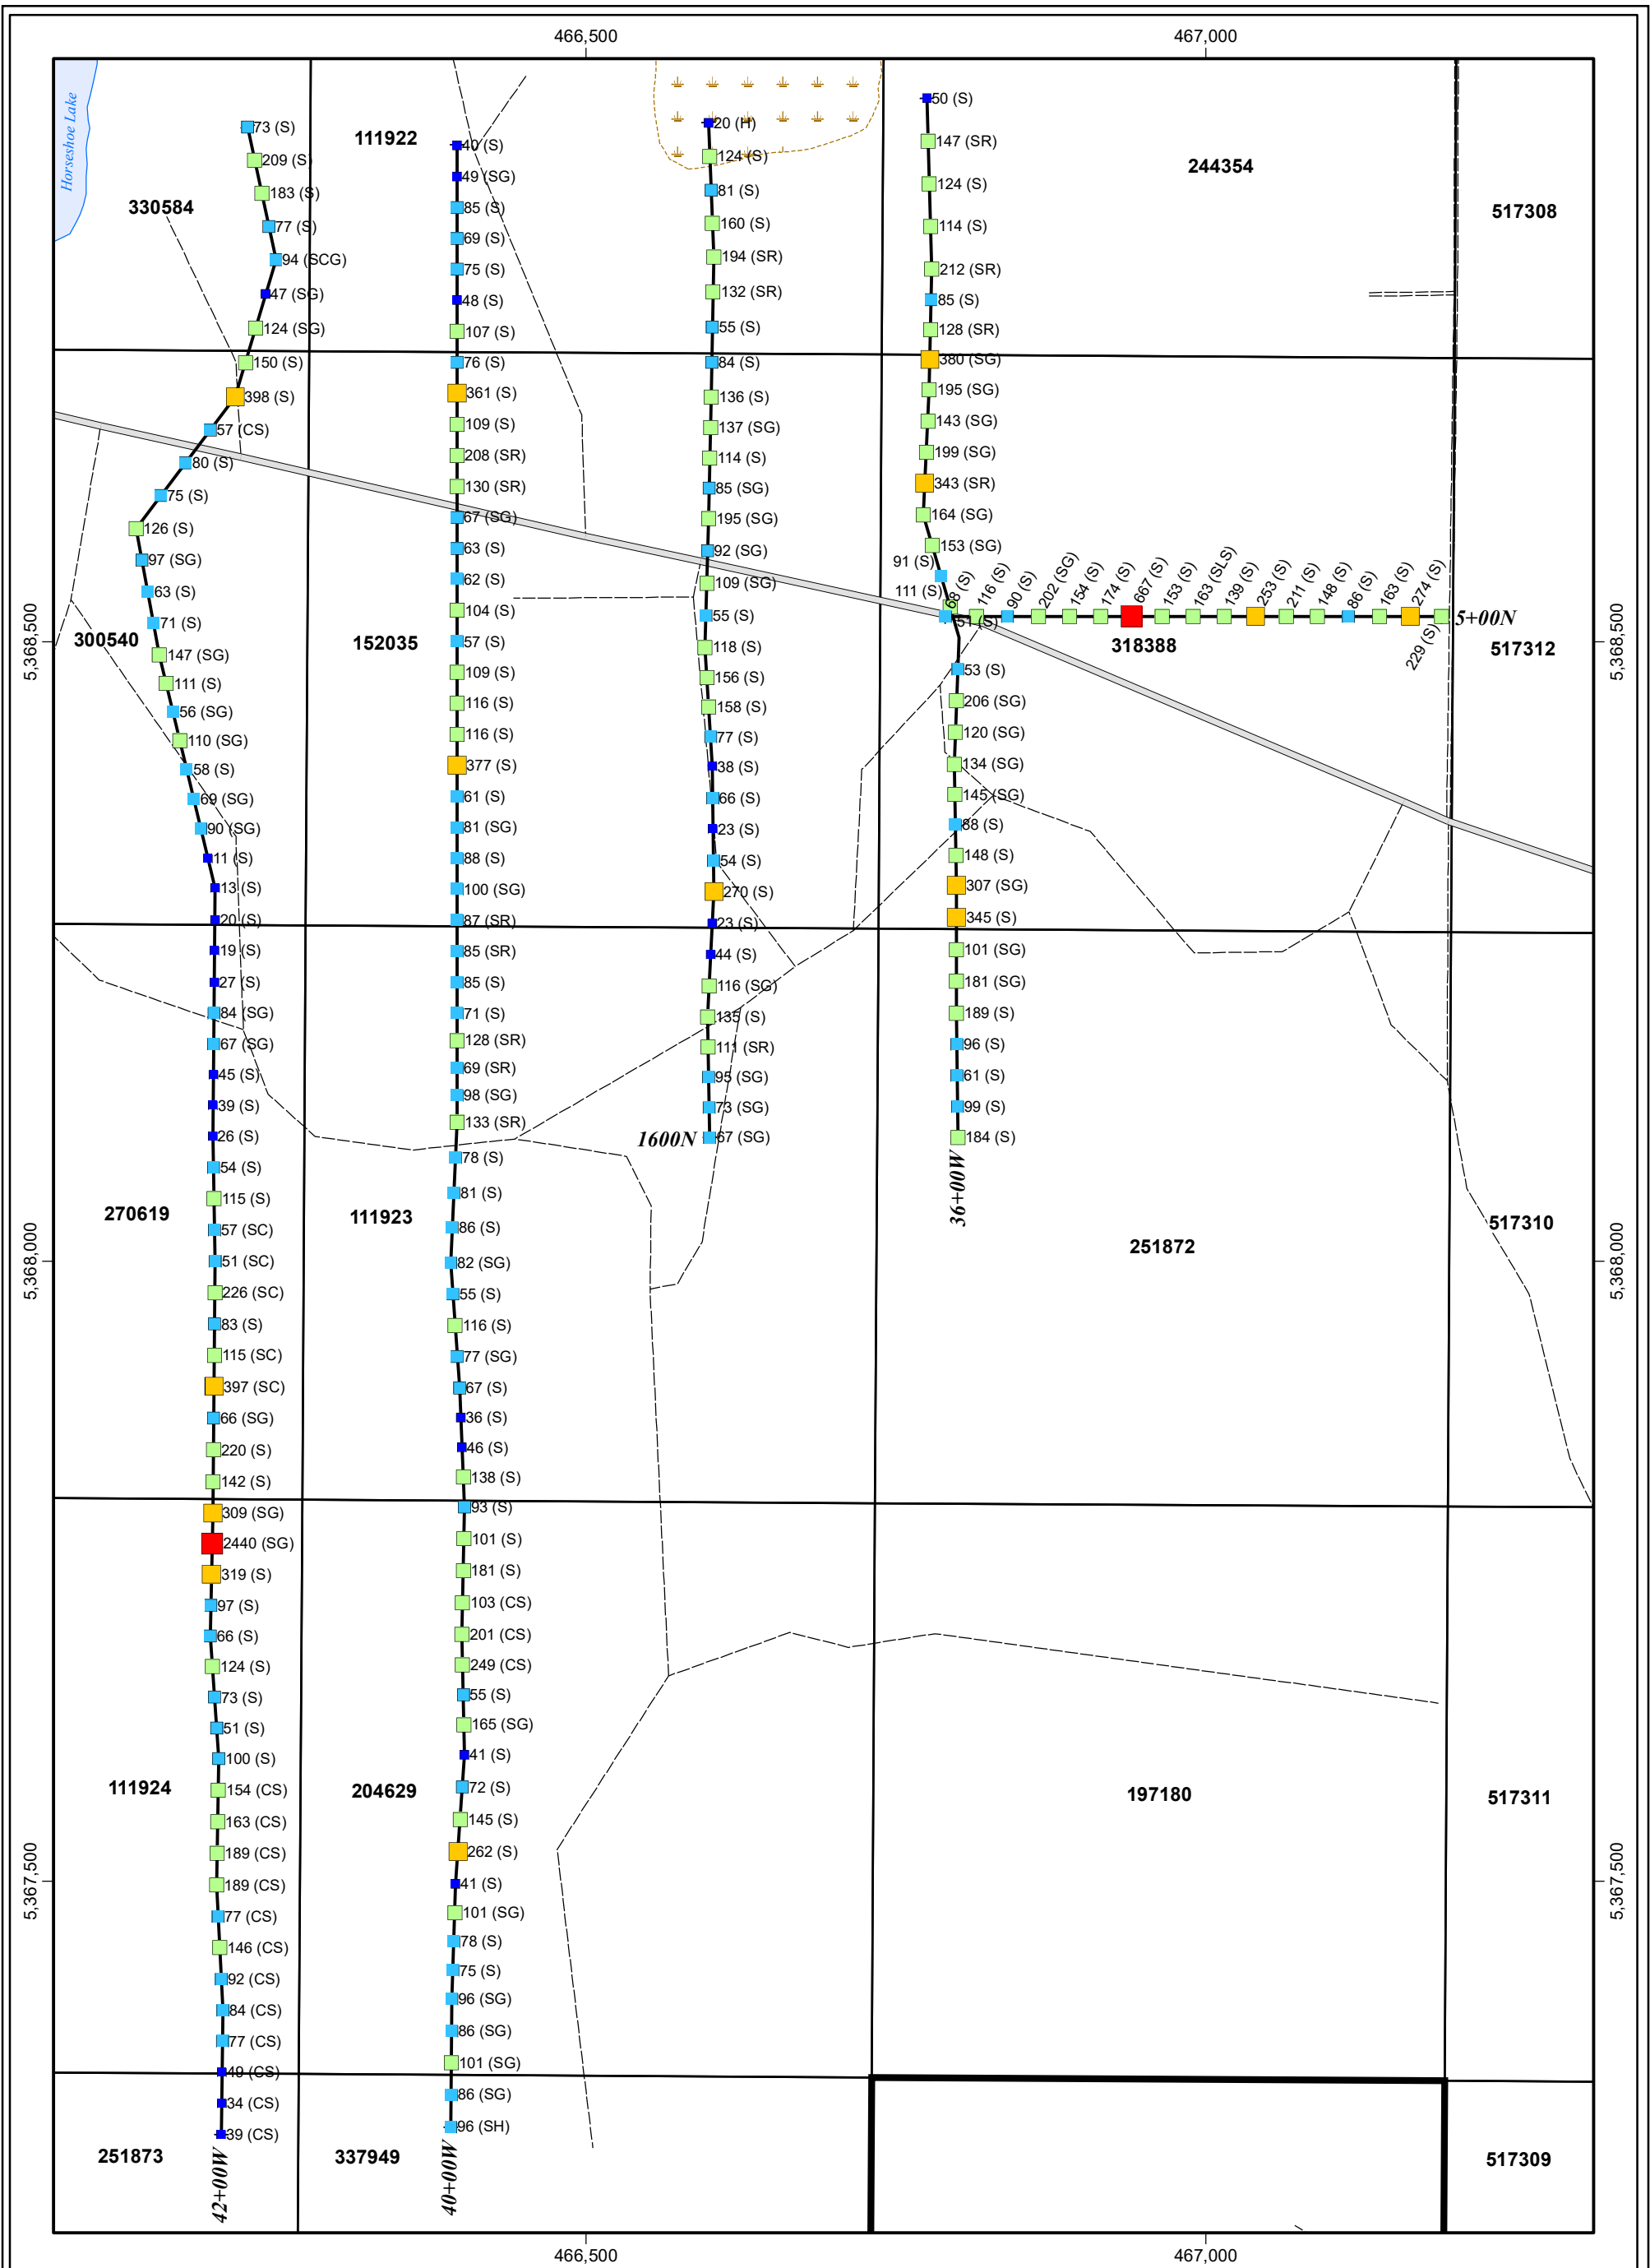 466,500
467,000
Horseshoe Lake
330584
111922
244354
517308
300540
152035
318388
517312
270619
111923
251872
517310
111924
204629
197180
517311
251873
337949
517309
5,368,500
5,368,000
5,367,500
5,368,500
5,368,000
5,367,500
73 (S)
209 (S)
183 (S)
77 (S)
94 (SCG)
47 (SG)
124 (SG)
150 (S)
398 (S)
57 (CS)
80 (S)
75 (S)
126 (S)
97 (SG)
63 (S)
71 (S)
147 (SG)
111 (S)
56 (SG)
110 (SG)
58 (S)
69 (SG)
90 (SG)
11 (S)
13 (S)
20 (S)
19 (S)
27 (S)
84 (SG)
67 (SG)
45 (S)
39 (S)
26 (S)
54 (S)
115 (S)
57 (SC)
51 (SC)
226 (SC)
83 (S)
115 (SC)
397 (SC)
66 (SG)
220 (S)
142 (S)
309 (SG)
2440 (SG)
319 (S)
97 (S)
66 (S)
124 (S)
73 (S)
51 (S)
100 (S)
154 (CS)
163 (CS)
189 (CS)
189 (CS)
77 (CS)
146 (CS)
92 (CS)
84 (CS)
77 (CS)
49 (CS)
34 (CS)
39 (CS)
42+00W
40 (S)
49 (SG)
85 (S)
69 (S)
75 (S)
48 (S)
107 (S)
76 (S)
361 (S)
109 (S)
208 (SR)
130 (SR)
67 (SG)
63 (S)
62 (S)
104 (S)
57 (S)
109 (S)
116 (S)
116 (S)
377 (S)
61 (S)
81 (SG)
88 (S)
100 (SG)
87 (SR)
85 (SR)
85 (S)
71 (S)
128 (SR)
69 (SR)
98 (SG)
133 (SR)
78 (S)
81 (S)
86 (S)
82 (SG)
55 (S)
116 (S)
77 (SG)
67 (S)
36 (S)
46 (S)
138 (S)
93 (S)
101 (S)
181 (S)
103 (CS)
201 (CS)
249 (CS)
55 (S)
165 (SG)
41 (S)
72 (S)
145 (S)
262 (S)
41 (S)
101 (SG)
78 (S)
75 (S)
96 (SG)
86 (SG)
101 (SG)
86 (SG)
96 (SH)
40+00W
20 (H)
124 (S)
81 (S)
160 (S)
194 (SR)
132 (SR)
55 (S)
84 (S)
136 (S)
137 (SG)
114 (S)
85 (SG)
195 (SG)
92 (SG)
109 (SG)
55 (S)
118 (S)
156 (S)
158 (S)
77 (S)
38 (S)
66 (S)
23 (S)
54 (S)
270 (S)
23 (S)
44 (S)
116 (SG)
135 (S)
111 (SR)
95 (SG)
73 (SG)
67 (SG)
1600N
50 (S)
147 (SR)
124 (S)
114 (S)
212 (SR)
85 (S)
128 (SR)
380 (SG)
195 (SG)
143 (SG)
199 (SG)
343 (SR)
164 (SG)
153 (SG)
91 (S)
111 (S)
51 (S)
53 (S)
206 (SG)
120 (SG)
134 (SG)
145 (SG)
88 (S)
148 (S)
307 (SG)
345 (S)
101 (SG)
181 (SG)
189 (S)
96 (S)
61 (S)
99 (S)
184 (S)
36+00W
68 (S)
116 (S)
90 (S)
202 (SG)
154 (S)
174 (S)
667 (S)
153 (S)
163 (SLS)
139 (S)
253 (S)
211 (S)
148 (S)
86 (S)
163 (S)
274 (S)
229 (S)
5+00N
466,500
467,000